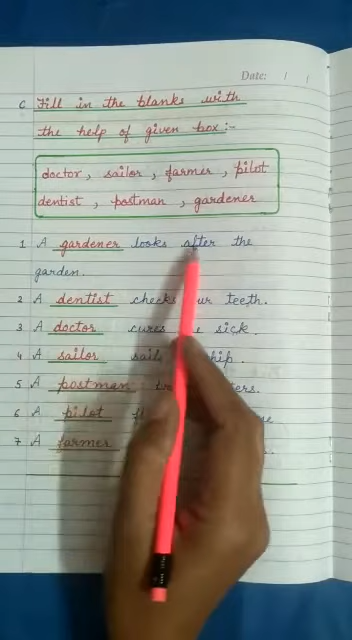 Date: / /
C Fill in the blanks with
the help of given box:-
doctor, sailor, farmer, pilot
dentist, postman, gardener
1 A gardener looks after the
garden.
2 A dentist checks teeth.
3 A doctor cures sick.
4 A sailor
5 A postman
6 A pilot
7 A farmer